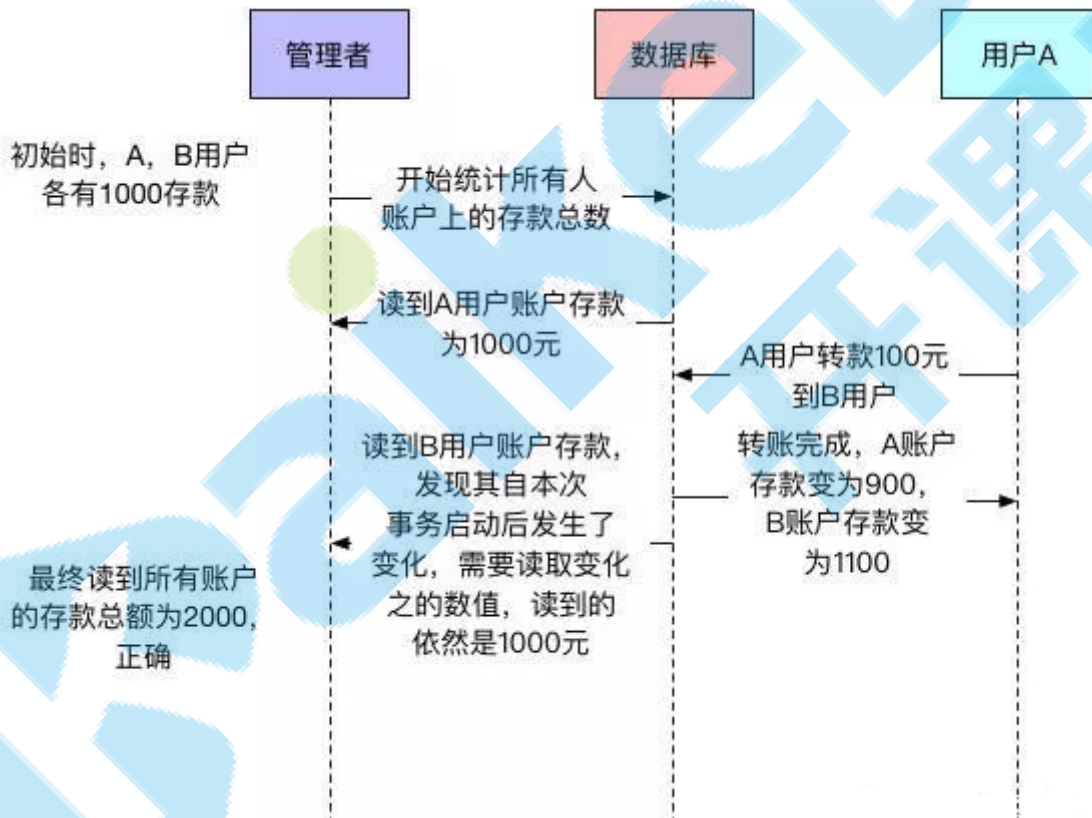 管理者
数据库
用户A
初始时，A，B用户
各有1000存款
开始统计所有人
账户上的存款总数
读到A用户账户存款
为1000元
A用户转款100元
到B用户
转账完成，A账户
存款变为900，
B账户存款变
为1100
读到B用户账户存款，
发现其自本次
事务启动后发生了
变化，需要读取变化
之的数值，读到的
依然是1000元
最终读到所有账户
的存款总额为2000，
正确